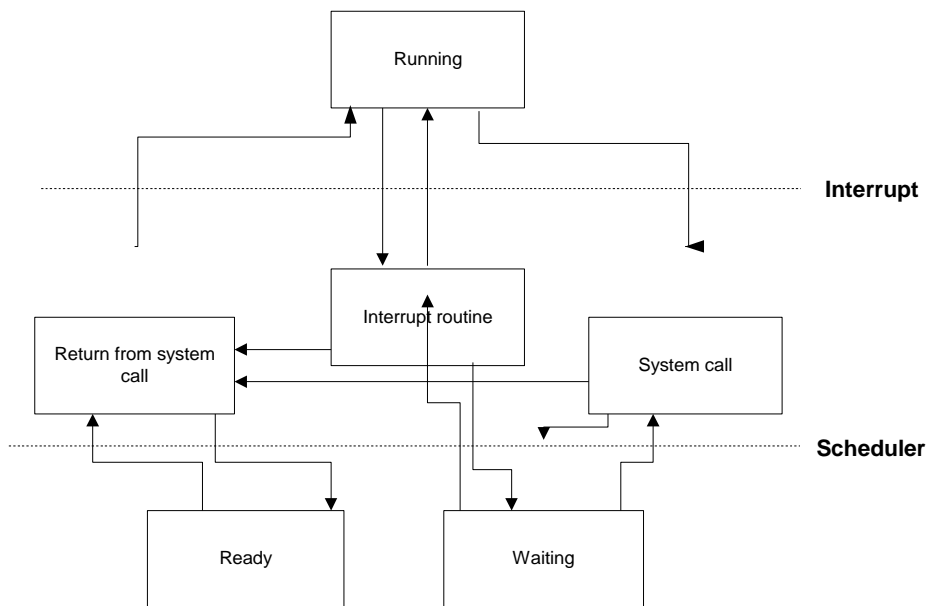 Running
Interrupt
Interrupt routine
Return from system
call
System call
Scheduler
Ready
Waiting